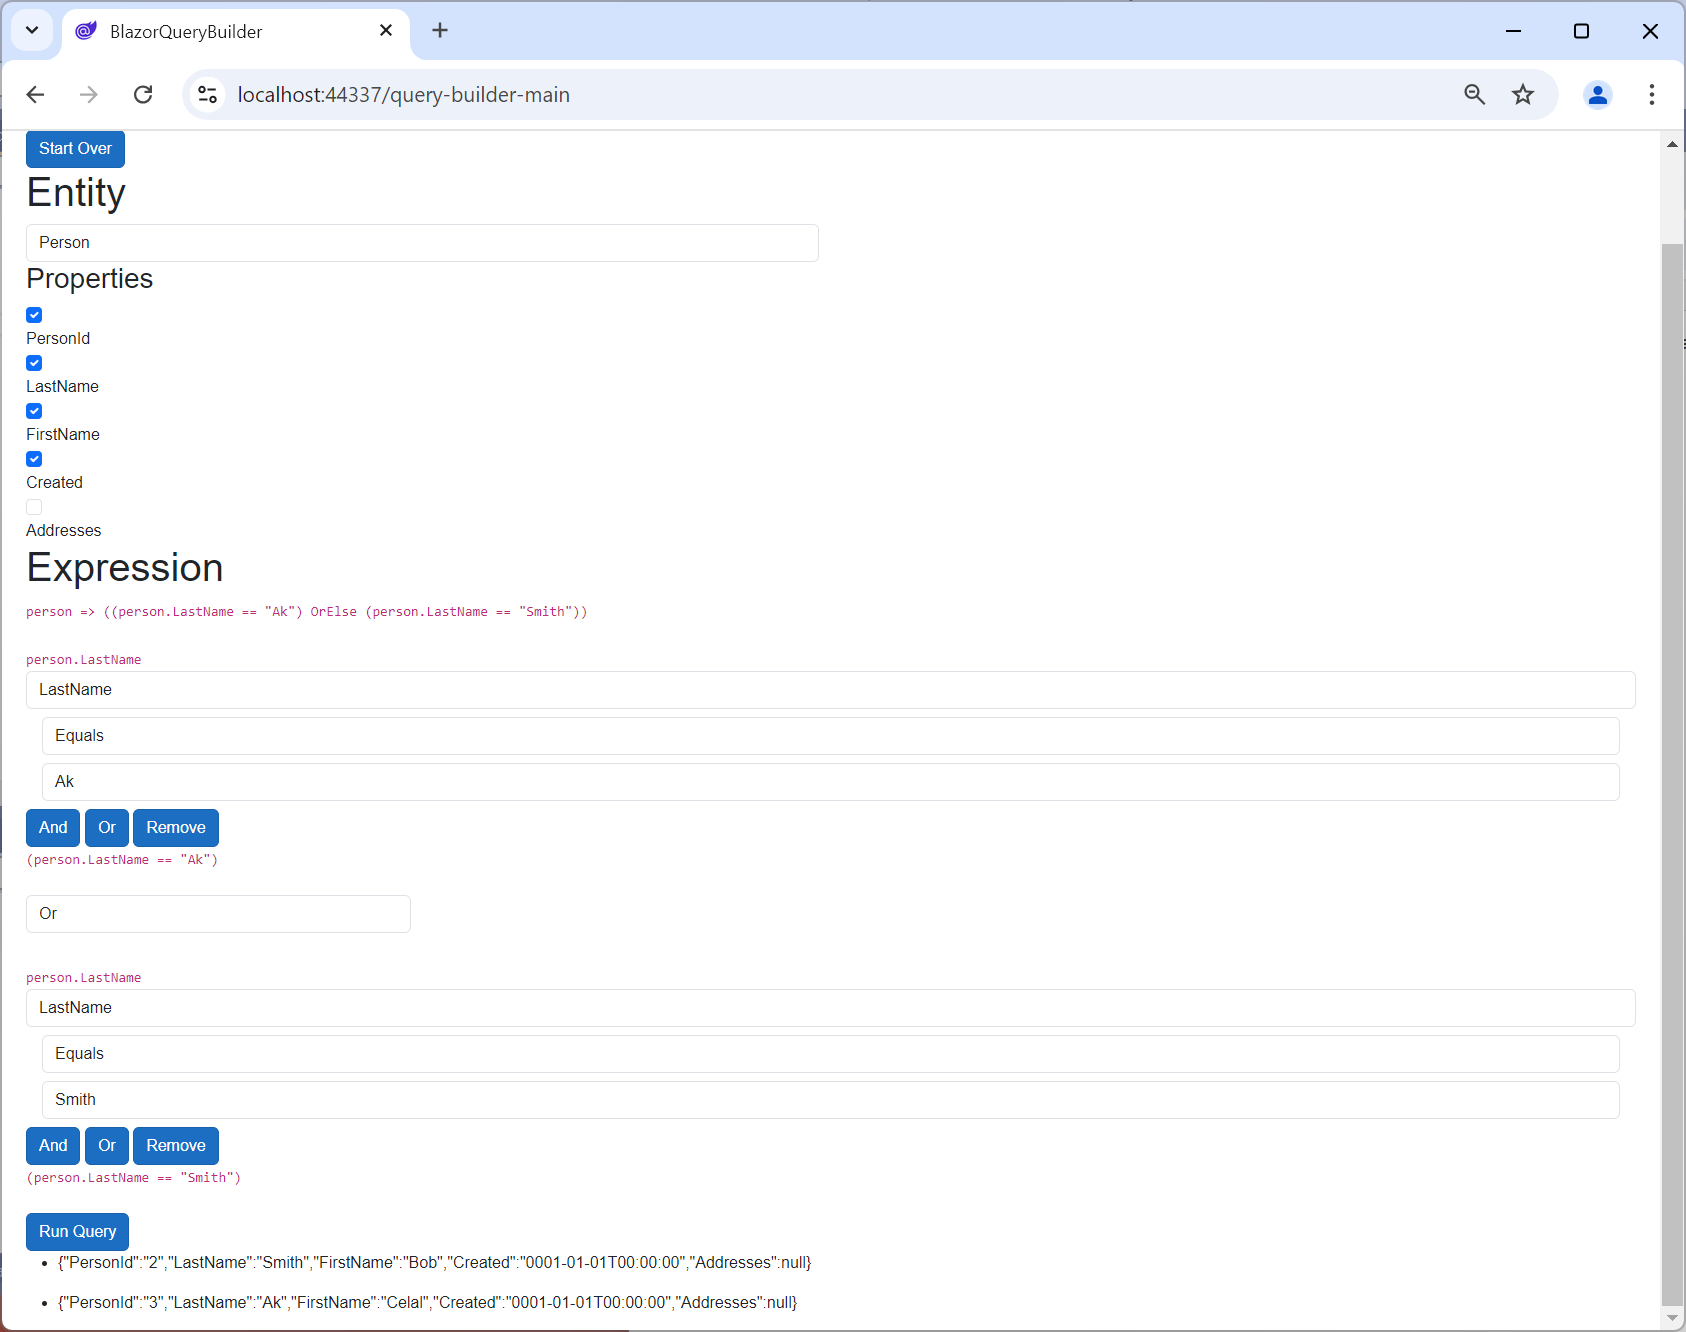 BlazorQueryBuilder
localhost:44337/query-builder-main
Start Over
Entity
Person
Properties
PersonId
LastName
FirstName
Created
Addresses
Expression
person => ((person.LastName == "Ak") OrElse (person.LastName == "Smith"))
person.LastName
LastName
Equals
Ak
And Or Remove
(person.LastName == "Ak")
Or
person.LastName
LastName
Equals
Smith
And Or Remove
(person.LastName == "Smith")
Run Query
• {"PersonId":"2","LastName":"Smith","FirstName":"Bob","Created":"0001-01-01T00:00:00","Addresses":null}
• {"PersonId":"3","LastName":"Ak","FirstName":"Celal","Created":"0001-01-01T00:00:00","Addresses":null}